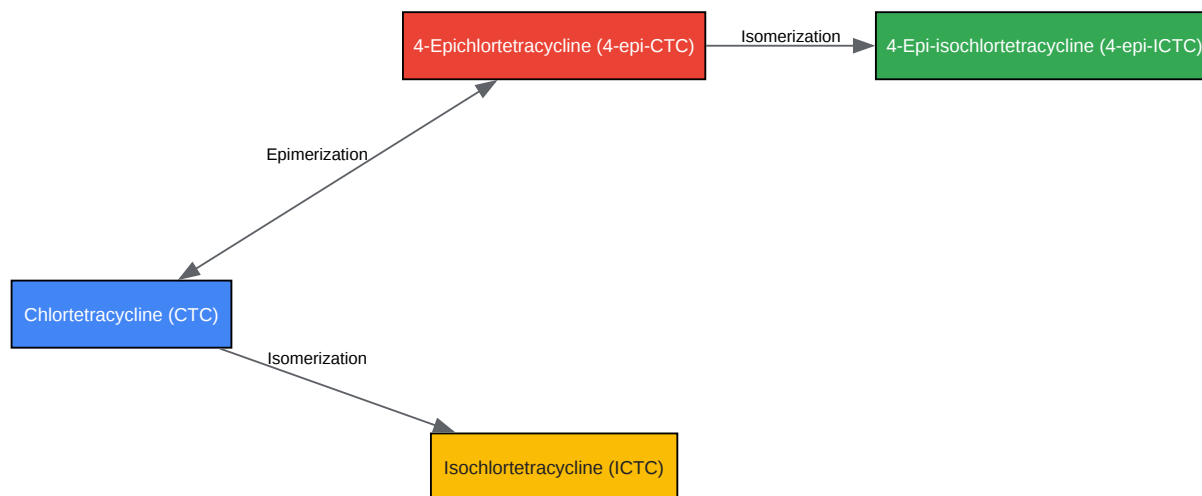 4-Epichlortetracycline (4-epi-CTC)
Isomerization
4-Epi-isochlortetracycline (4-epi-ICTC)
Epimerization
Chlortetracycline (CTC)
Isomerization
Isochlortetracycline (ICTC)